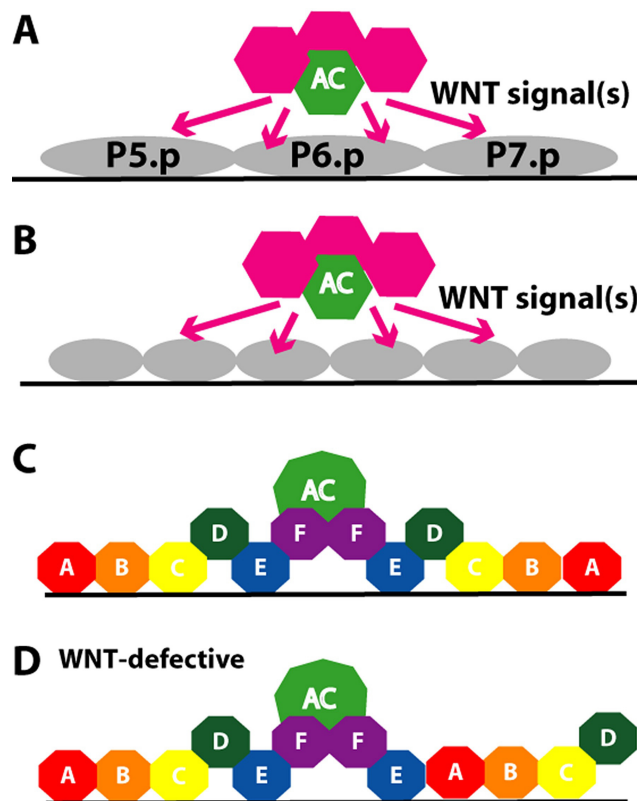 A
AC
WNT signal(s)
P5.p P6.p P7.p
B
AC
WNT signal(s)
C
AC
D F F D
A B C E E C B A
D WNT-defective
AC
D F F D
A B C E E A B C